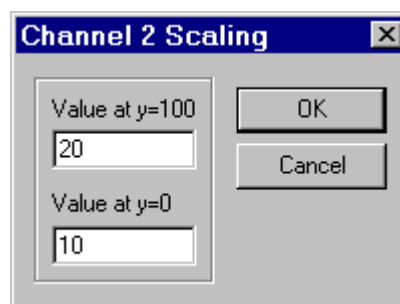 Channel 2 Scaling
Value at y=100
20
Value at y=0
10
OK
Cancel